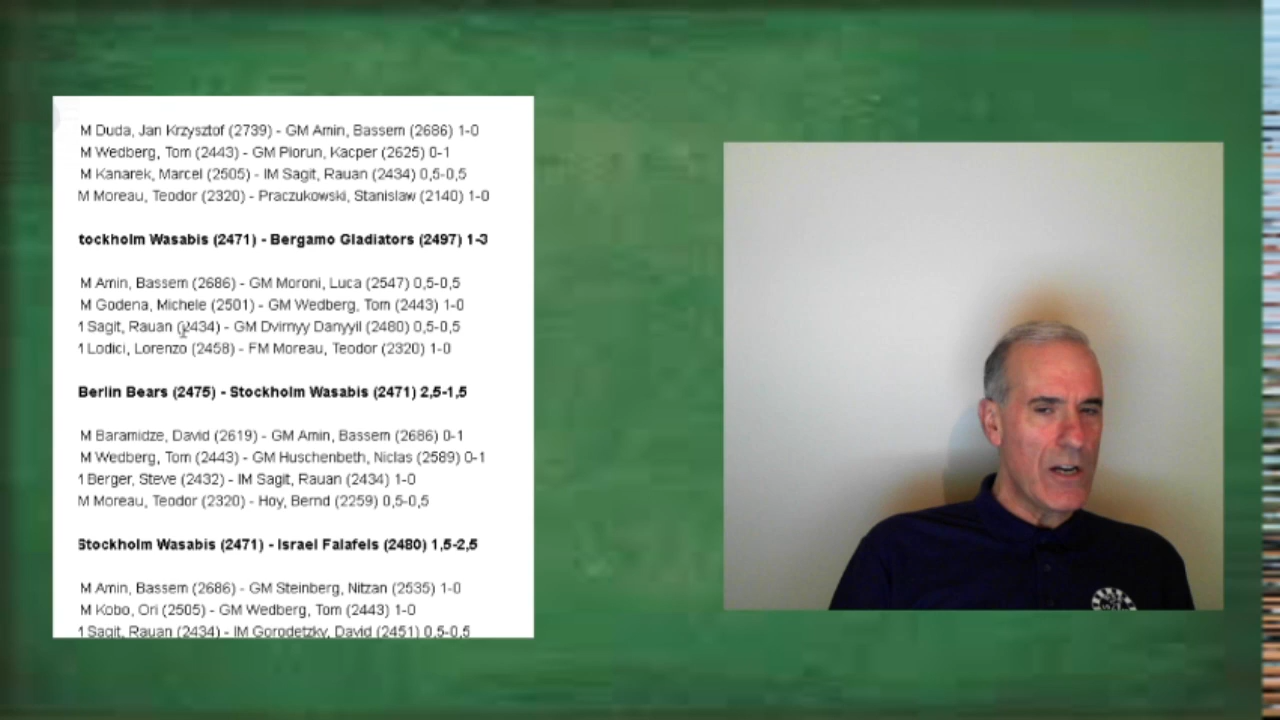 M Duda, Jan Krzysztof (2739) - GM Amin, Bassem (2686) 1-0
M Wedberg, Tom (2443) - GM Piorun, Kacper (2625) 0-1
M Kanarek, Marcel (2505) - IM Sagit, Rauan (2434) 0,5-0,5
M Moreau, Teodor (2320) - Praczukowski, Stanislaw (2140) 1-0
tockholm Wasabis (2471) - Bergamo Gladiators (2497) 1-3
M Amin, Bassem (2686) - GM Moroni, Luca (2547) 0,5-0,5
M Godena, Michele (2501) - GM Wedberg, Tom (2443) 1-0
Sagit, Rauan (2434) - GM Dvirnyy Danyyil (2480) 0,5-0,5
Lodici, Lorenzo (2458) - FM Moreau, Teodor (2320) 1-0
Berlin Bears (2475) - Stockholm Wasabis (2471) 2,5-1,5
M Baramidze, David (2619) - GM Amin, Bassem (2686) 0-1
M Wedberg, Tom (2443) - GM Huschenbeth, Niclas (2589) 0-1
Berger, Steve (2432) - IM Sagit, Rauan (2434) 1-0
M Moreau, Teodor (2320) - Hoy, Bernd (2259) 0,5-0,5
Stockholm Wasabis (2471) - Israel Falafels (2480) 1,5-2,5
M Amin, Bassem (2686) - GM Steinberg, Nitzan (2535) 1-0
M Kobo, Ori (2505) - GM Wedberg, Tom (2443) 1-0
Sagit, Rauan (2434) - IM Gorodetzky, David (2451) 0,5-0,5